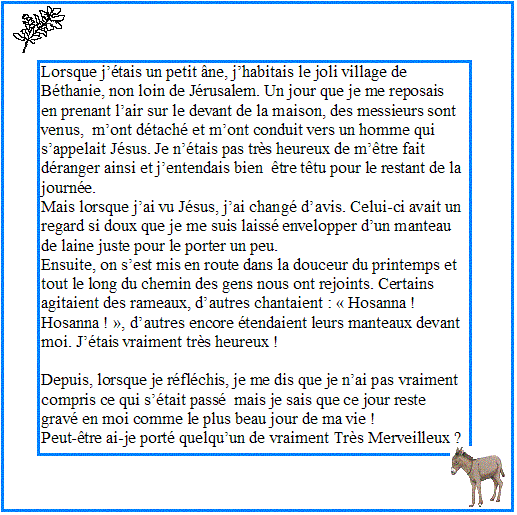 Lorsque j’étais un petit âne, j’habitais le joli village de
Béthanie, non loin de Jérusalem. Un jour que je me reposais
en prenant l’air sur le devant de la maison, des messieurs sont
venus,  m’ont détaché et m’ont conduit vers un homme qui
s’appelait Jésus. Je n’étais pas très heureux de m’être fait
déranger ainsi et j’entendais bien  être têtu pour le restant de la
journée.
Mais lorsque j’ai vu Jésus, j’ai changé d’avis. Celui-ci avait un
regard si doux que je me suis laissé envelopper d’un manteau
de laine juste pour le porter un peu.
Ensuite, on s’est mis en route dans la douceur du printemps et
tout le long du chemin des gens nous ont rejoints. Certains
agitaient des rameaux, d’autres chantaient : « Hosanna !
Hosanna ! », d’autres encore étendaient leurs manteaux devant
moi. J’étais vraiment très heureux !
Depuis, lorsque je réfléchis, je me dis que je n’ai pas vraiment
compris ce qui s’était passé  mais je sais que ce jour reste
gravé en moi comme le plus beau jour de ma vie !
Peut-être ai-je porté quelqu’un de vraiment Très Merveilleux ?